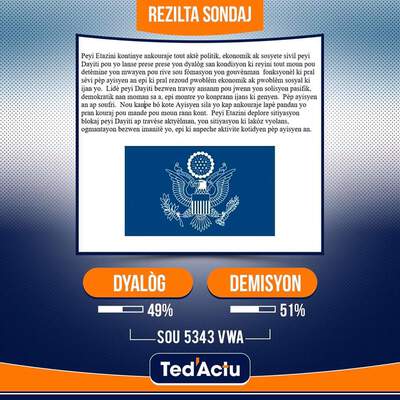 REZILTA SONDAJ
Peyi Etazini kontinye ankouraje tout aktè politik, ekonomik ak sosyete sivil peyi
Dayiti pou yo lanse prese prese yon dyalòg san kondisyon ki reyini tout moun pou
detèmine yon mwayen pou rive sou fòmasyon yon gouvènman fonksyonèl ki pral
sèvi pèp ayisyen an epi ki pral rezoud pwoblèm ekonomik ak pwoblèm sosyal ki
ijan yo. Lidè peyi Dayiti bezwen travay ansanm pou jwenn yon solisyon pasifik,
demokratik nan moman sa a, epi montre yo konprann ijans ki genyen. Pèp ayisyen
an ap soufri. Nou kanpe bò kote Ayisyen sila yo kap ankouraje lapè pandan yo
pran kouraj pou mande pou moun rann kont. Peyi Etazini deplore sitiyasyon
blokaj peyi Dayiti ap travèse aktyèlman, yon sitiyasyon ki lakòz vyolans,
ogmantayon bezwen imanitè yo, epi ki anpeche aktivite kotidyen pèp ayisyen an.
DYALÒG
DEMISYON
49%
51%
SOU 5343 VWA
Ted'Actu